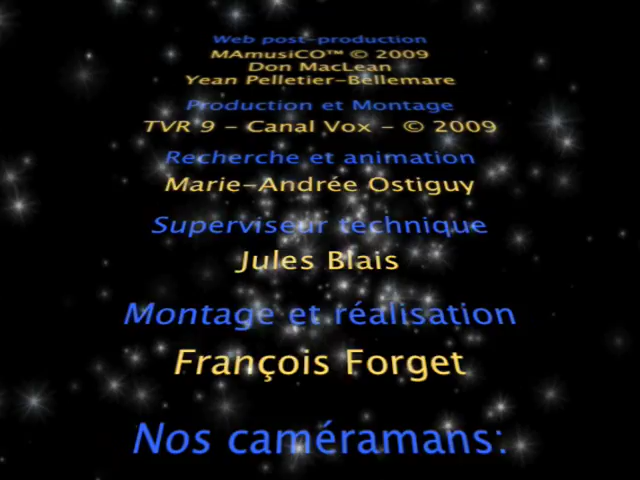 Web post-production
MAmusiCO™ © 2009
Don MacLean
Yean Pelletier-Bellemare
Production et Montage
TVR 9 - Canal Vox - © 2009
Recherche et animation
Marie-Andrée Ostiguy
Superviseur technique
Jules Blais
Montage et réalisation
François Forget
Nos caméramans: